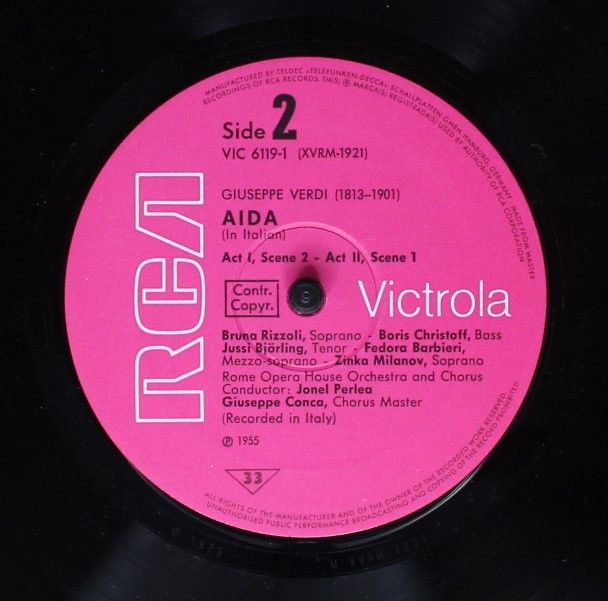 MANUFACTURED BY TELDEC »TELEFUNKEN-DECCA« SCHALLPLATTEN GMBH, HAMBURG, GERMANY. MADE FROM MASTER
RECORDINGS OF RCA RECORDS. TM(S) ® MARCA(S) REGISTRADA(S) USED BY AUTHORITY OF RCA CORPORATION
Side 2
VIC 6119-1 (XVRM-1921)
GIUSEPPE VERDI (1813–1901)
AIDA
(In Italian)
Act I, Scene 2 - Act II, Scene 1
Contr.
Copyr.
RCA
Victrola
Bruna Rizzoli, Soprano - Boris Christoff, Bass
Jussi Björling, Tenor - Fedora Barbieri,
Mezzo-soprano - Zinka Milanov, Soprano
Rome Opera House Orchestra and Chorus
Conductor: Jonel Perlea
Giuseppe Conca, Chorus Master
(Recorded in Italy)
℗ 1955
33
ALL RIGHTS OF THE MANUFACTURER AND OF THE OWNER OF THE RECORDED WORK RESERVED.
UNAUTHORISED PUBLIC PERFORMANCE BROADCASTING AND COPYING OF THE RECORD PROHIBITED